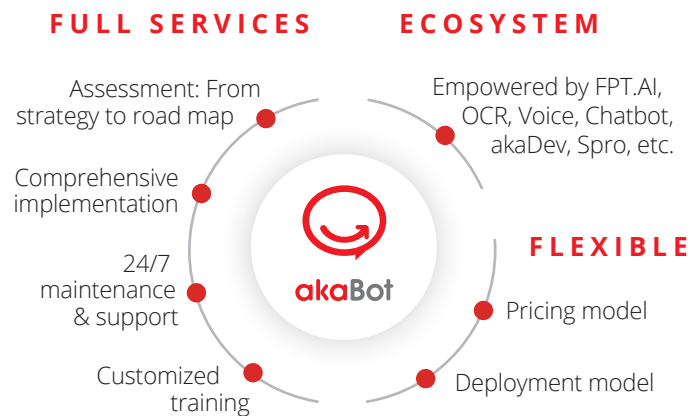 FULL SERVICES
Assessment: From
strategy to road map
Comprehensive
implementation
24/7
maintenance
& support
Customized
training
akaBot
ECOSYSTEM
Empowered by FPT.AI,
OCR, Voice, Chatbot,
akaDev, Spro, etc.
FLEXIBLE
Pricing model
Deployment model